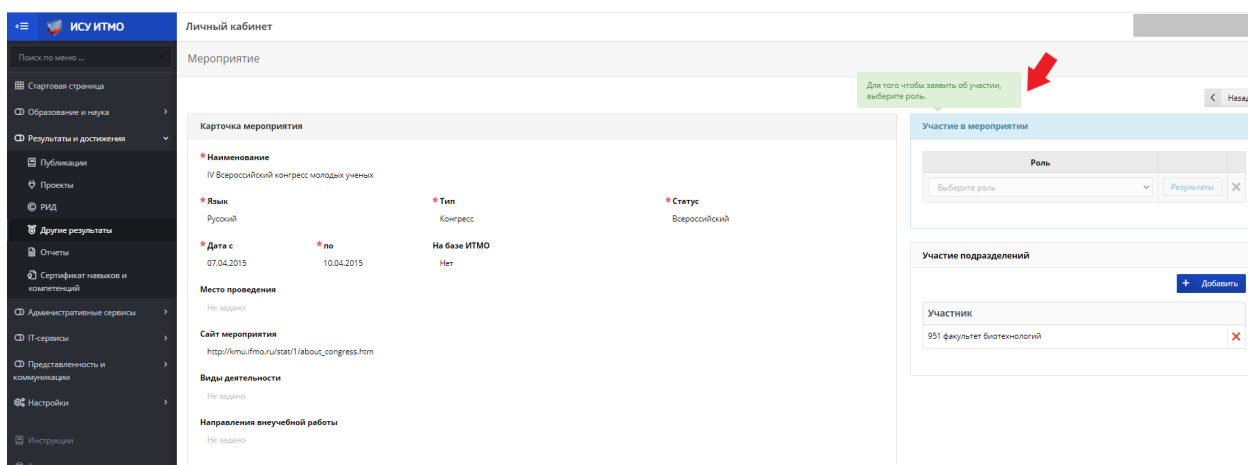 ИСУ ИТМО
Поиск по меню ...
Стартовая страница
Образование и наука
Результаты и достижения
Публикации
Проекты
РИД
Другие результаты
Отчеты
Сертификат навыков и
компетенций
Административные сервисы
IT-сервисы
Представленность и
коммуникации
Настройки
Инструкции
Личный кабинет
Мероприятие
Для того чтобы заявить об участии,
выберите роль.
Назад
Карточка мероприятия
* Наименование
IV Всероссийский конгресс молодых ученых
* Язык * Тип * Статус
Русский Конгресс Всероссийский
* Дата с * по На базе ИТМО
07.04.2015 10.04.2015 Нет
Место проведения
Не задано
Сайт мероприятия
http://kmu.ifmo.ru/stat/1/about_congress.htm
Виды деятельности
Не задано
Направления внеучебной работы
Не задано
Участие в мероприятии
Роль
Выберите роль Результаты
Участие подразделений
+ Добавить
Участник
951 факультет биотехнологий